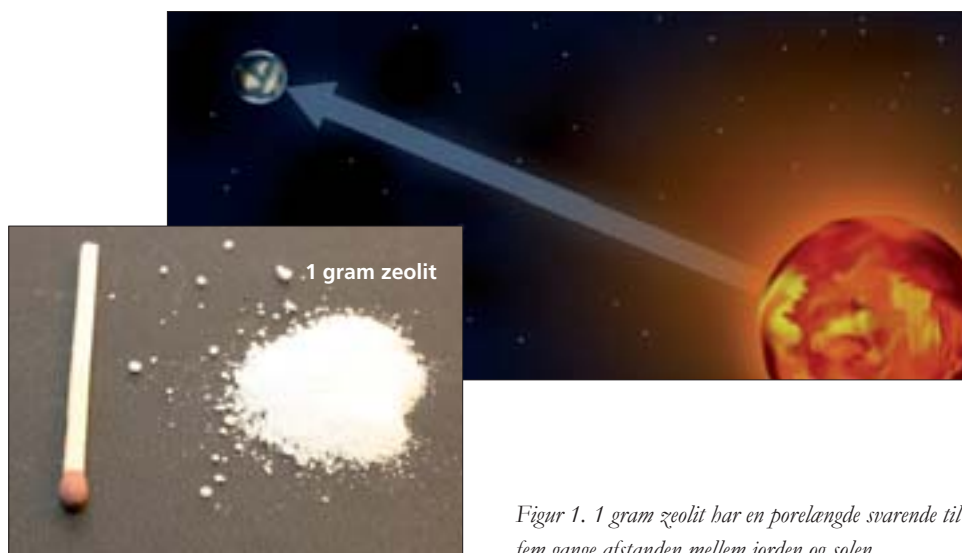 1 gram zeolit
Figur 1. 1 gram zeolit har en porelængde svarende til
fem gange afstanden mellem jorden og solen.